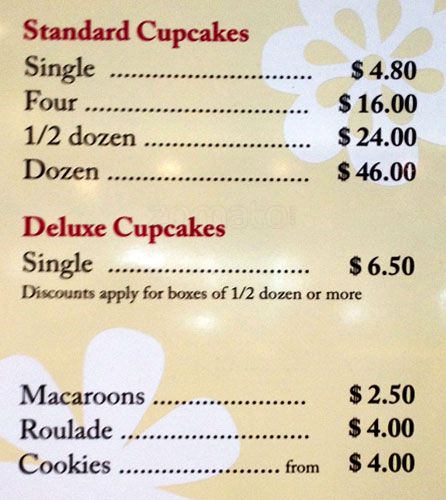 Standard Cupcakes
Single ............................ $ 4.80
Four ................................ $ 16.00
1/2 dozen ........................ $ 24.00
Dozen ............................. $ 46.00
Deluxe Cupcakes
Single ............................ $ 6.50
Discounts apply for boxes of 1/2 dozen or more
Macaroons ...................... $ 2.50
Roulade ........................... $ 4.00
Cookies ....................... from $ 4.00